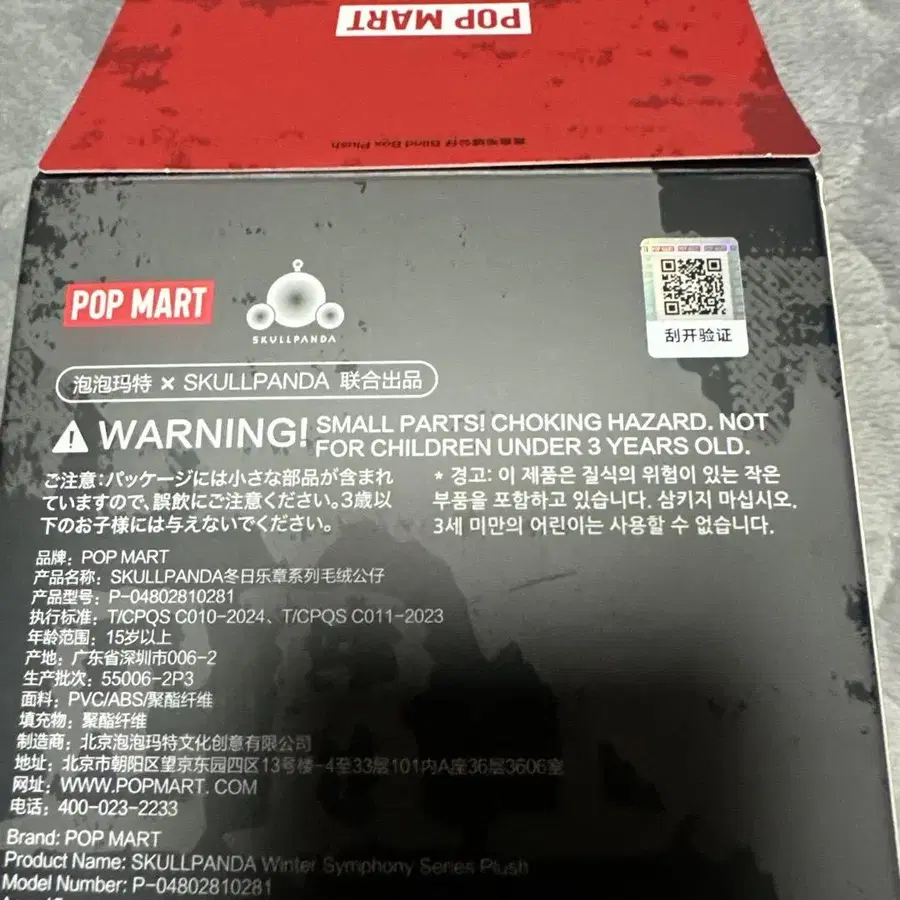 POP MART
盲盒毛绒公仔 Blind Box Plush
POP MART
SKULLPANDA
刮开验证
泡泡玛特 × SKULLPANDA 联合出品
WARNING! SMALL PARTS! CHOKING HAZARD. NOT
FOR CHILDREN UNDER 3 YEARS OLD.
ご注意:パッケージには小さな部品が含まれ
ていますので、誤飲にご注意ください。3歳以
下のお子様には与えないでください。
* 경고: 이 제품은 질식의 위험이 있는 작은
부품을 포함하고 있습니다. 삼키지 마십시오.
3세 미만의 어린이는 사용할 수 없습니다.
品牌: POP MART
产品名称: SKULLPANDA冬日乐章系列毛绒公仔
产品型号: P-04802810281
执行标准: T/CPQS C010-2024、T/CPQS C011-2023
年龄范围: 15岁以上
产地: 广东省深圳市006-2
生产批次: 55006-2P3
面料: PVC/ABS/聚酯纤维
填充物: 聚酯纤维
制造商: 北京泡泡玛特文化创意有限公司
地址: 北京市朝阳区望京东园四区13号楼-4至33层101内A座36层3606室
网址: WWW.POPMART. COM
电话: 400-023-2233
Brand: POP MART
Product Name: SKULLPANDA Winter Symphony Series Plush
Model Number: P-04802810281